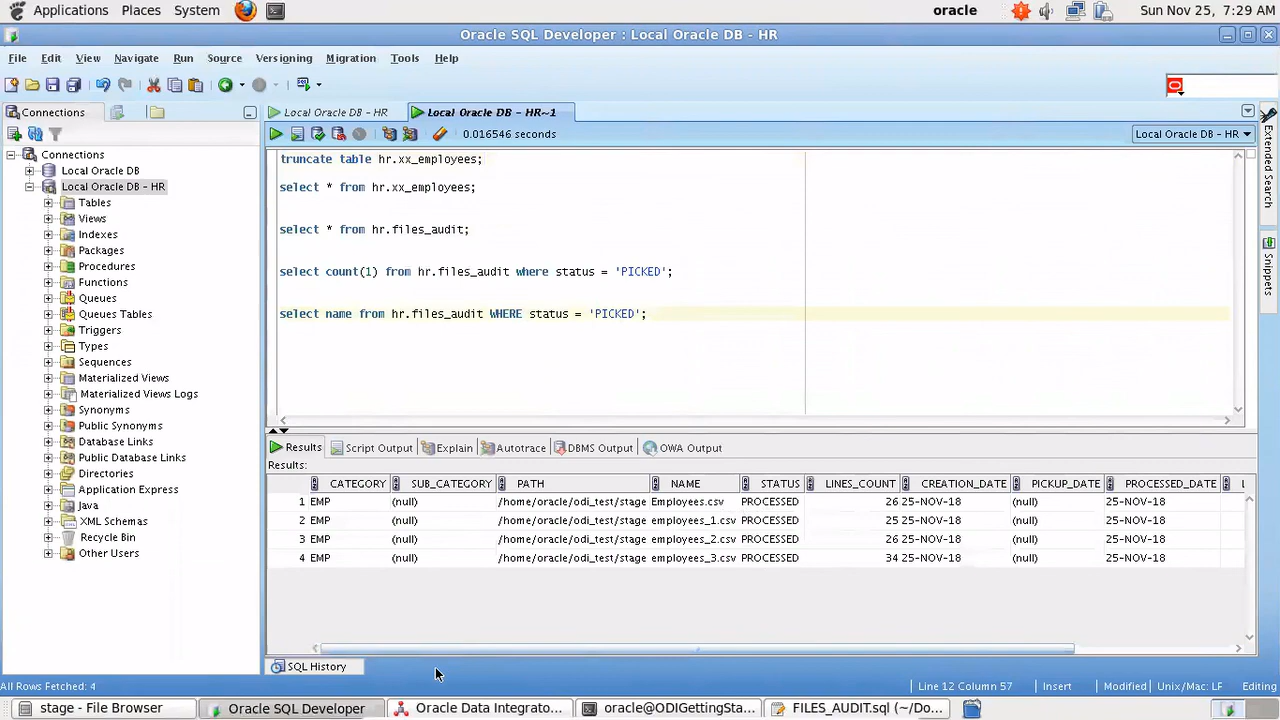 Applications Places System oracle Sun Nov 25, 7:29 AM
Oracle SQL Developer : Local Oracle DB - HR
File Edit View Navigate Run Source Versioning Migration Tools Help
Connections Local Oracle DB - HR Local Oracle DB - HR~1
0.016546 seconds Local Oracle DB - HR
Connections
Local Oracle DB
Local Oracle DB - HR
Tables
Views
Indexes
Packages
Procedures
Functions
Queues
Queues Tables
Triggers
Types
Sequences
Materialized Views
Materialized Views Logs
Synonyms
Public Synonyms
Database Links
Public Database Links
Directories
Application Express
Java
XML Schemas
Recycle Bin
Other Users
truncate table hr.xx_employees;
select * from hr.xx_employees;
select * from hr.files_audit;
select count(1) from hr.files_audit where status = 'PICKED';
select name from hr.files_audit WHERE status = 'PICKED';
Extended Search
Snippets
Results Script Output Explain Autotrace DBMS Output OWA Output
Results:
CATEGORY SUB_CATEGORY PATH NAME STATUS LINES_COUNT CREATION_DATE PICKUP_DATE PROCESSED_DATE L
1 EMP (null) /home/oracle/odi_test/stage Employees.csv PROCESSED 26 25-NOV-18 (null) 25-NOV-18
2 EMP (null) /home/oracle/odi_test/stage employees_1.csv PROCESSED 25 25-NOV-18 (null) 25-NOV-18
3 EMP (null) /home/oracle/odi_test/stage employees_2.csv PROCESSED 26 25-NOV-18 (null) 25-NOV-18
4 EMP (null) /home/oracle/odi_test/stage employees_3.csv PROCESSED 34 25-NOV-18 (null) 25-NOV-18
SQL History
All Rows Fetched: 4 Line 12 Column 57 Insert Modified Unix/Mac: LF Editing
stage - File Browser Oracle SQL Developer Oracle Data Integrato... oracle@ODIGettingSta... FILES_AUDIT.sql (~/Do...